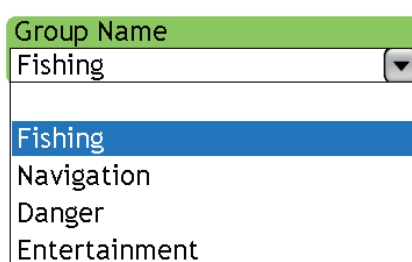 Group Name
Fishing
Fishing
Navigation
Danger
Entertainment